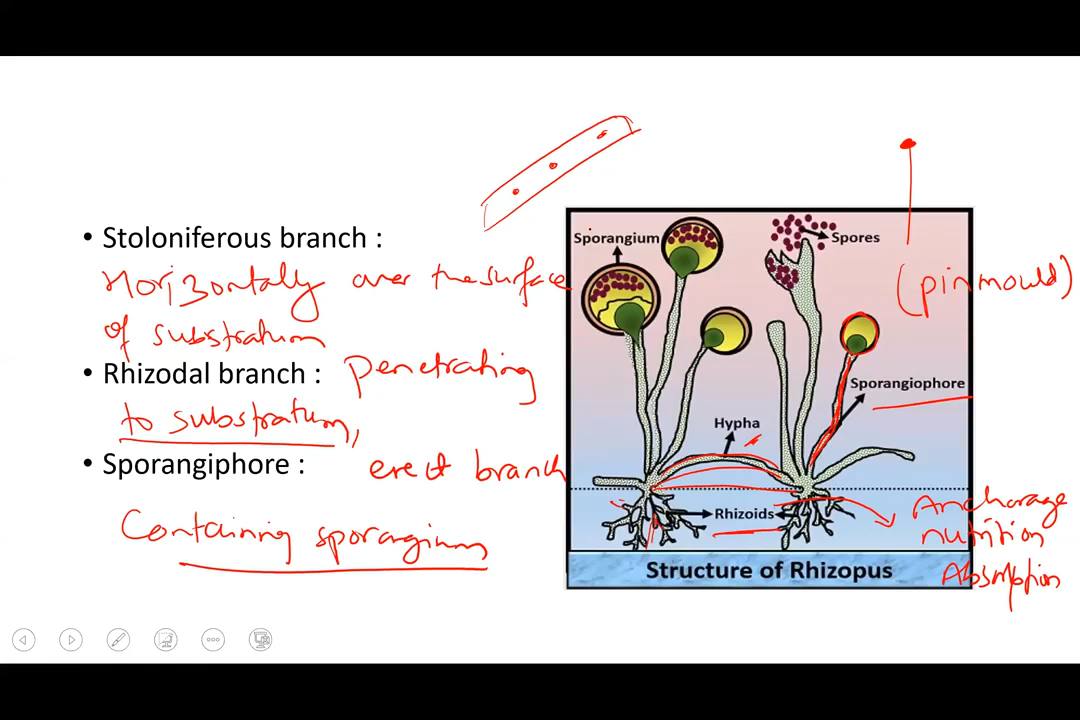 • Stoloniferous branch :
Horizontaly over the surface
of substratum
• Rhizodal branch : penetrating
to substratum,
• Sporangiphore : erect branch
Containing sporangium
Sporangium
Spores
(pin mould)
Sporangiophore
Hypha
Rhizoids
Anchorage
nutrition
Absorption
Structure of Rhizopus